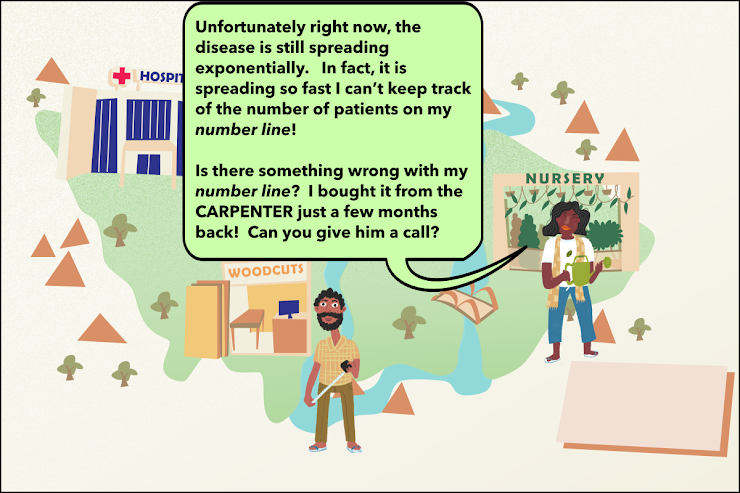 Unfortunately right now, the
disease is still spreading
exponentially. In fact, it is
spreading so fast I can't keep track
of the number of patients on my
number line!
Is there something wrong with my
number line? I bought it from the
CARPENTER just a few months
back! Can you give him a call?
HOSPIT
NURSERY
WOODCUTS